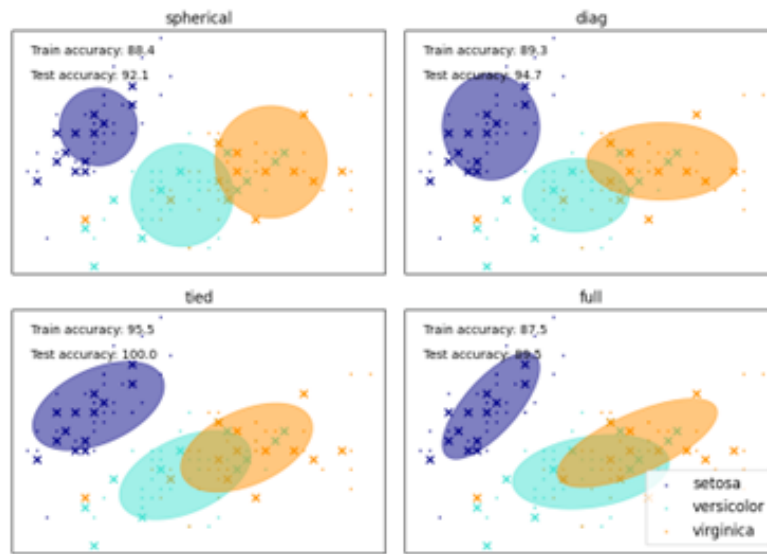 spherical
Train accuracy: 88.4
Test accuracy: 92.1
diag
Train accuracy: 89.3
Test accuracy: 94.7
tied
Train accuracy: 95.5
Test accuracy: 100.0
full
Train accuracy: 87.5
Test accuracy: 89.5
setosa
versicolor
virginica